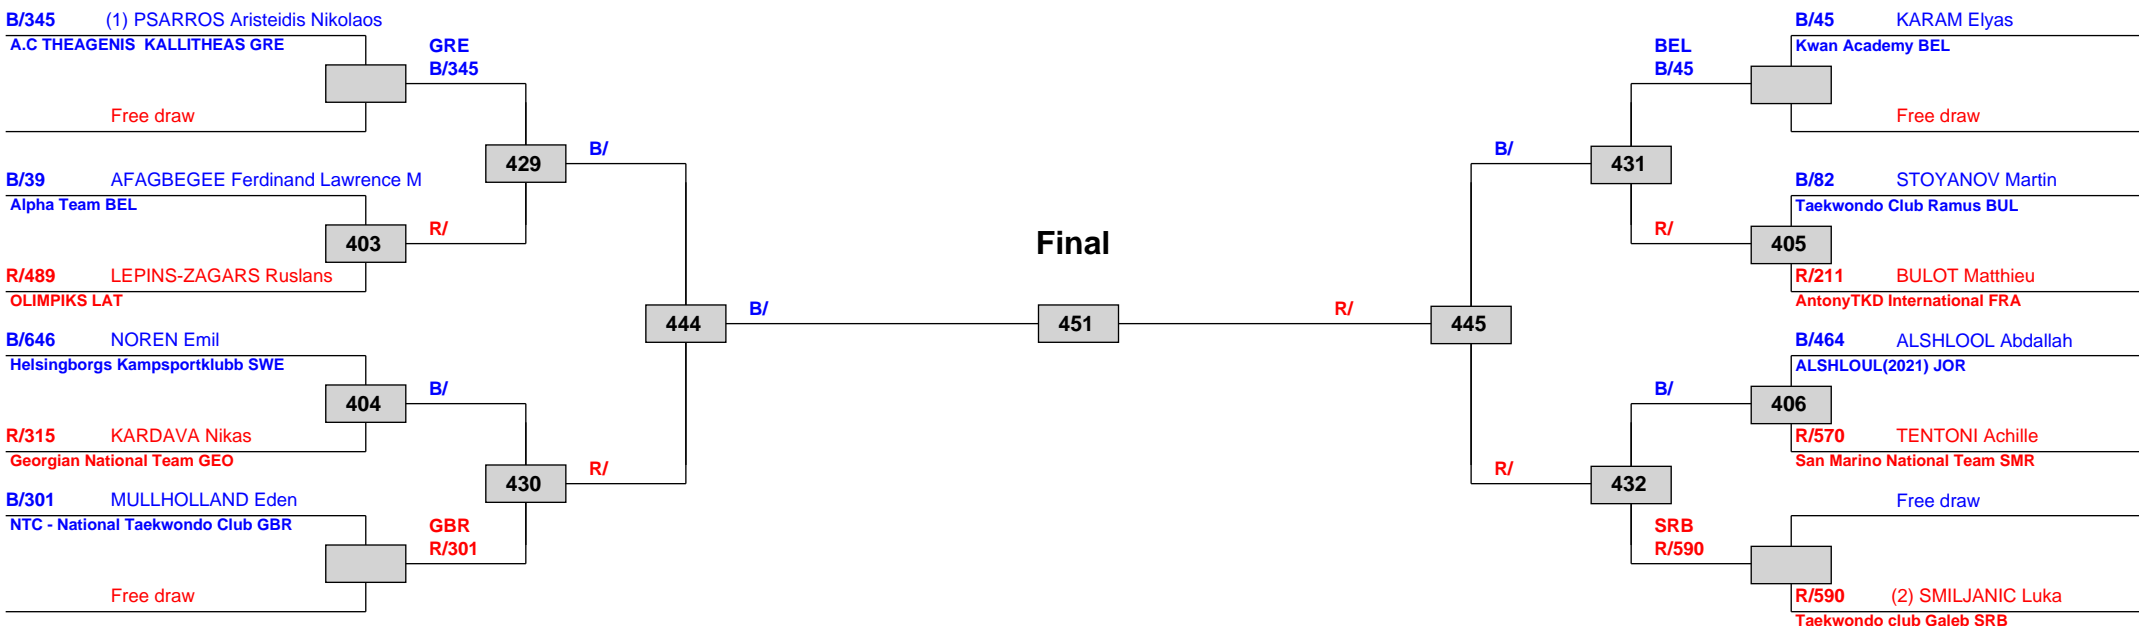 B/345 (1) PSARROS Aristeidis Nikolaos
A.C THEAGENIS KALLITHEAS GRE
Free draw
B/39 AFAGBEGEE Ferdinand Lawrence M
Alpha Team BEL
R/489 LEPINS-ZAGARS Ruslans
OLIMPIKS LAT
B/646 NOREN Emil
Helsingborgs Kampsportklubb SWE
R/315 KARDAVA Nikas
Georgian National Team GEO
B/301 MULLHOLLAND Eden
NTC - National Taekwondo Club GBR
Free draw
403
404
GRE
B/345
R/
B/
GBR
R/301
429
430
B/
R/
444
B/
Final
451
R/
445
B/
R/
431
432
BEL
B/45
R/
B/
SRB
R/590
405
406
B/45 KARAM Elyas
Kwan Academy BEL
Free draw
B/82 STOYANOV Martin
Taekwondo Club Ramus BUL
R/211 BULOT Matthieu
AntonyTKD International FRA
B/464 ALSHLOOL Abdallah
ALSHLOUL(2021) JOR
R/570 TENTONI Achille
San Marino National Team SMR
Free draw
R/590 (2) SMILJANIC Luka
Taekwondo club Galeb SRB